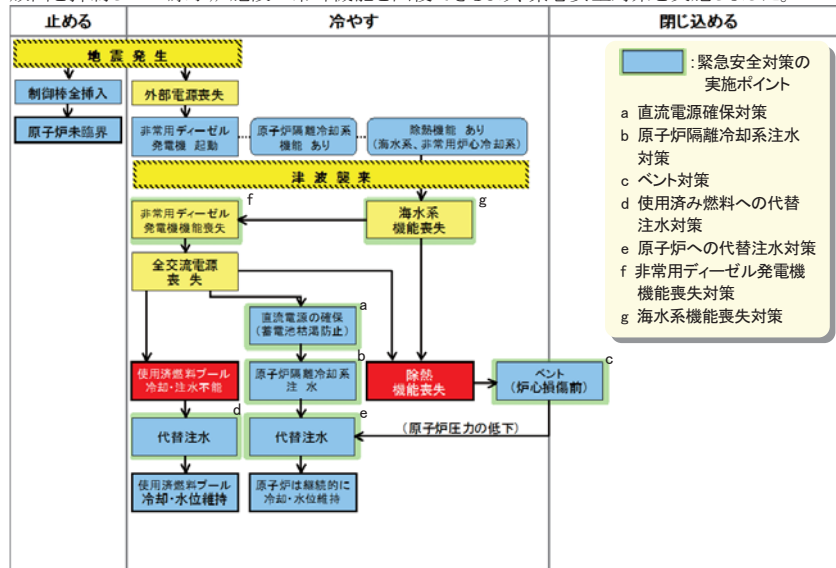 止める
冷やす
閉じ込める
地震発生
制御棒全挿入
外部電源喪失
原子炉未臨界
非常用ディーゼル
発電機 起動
原子炉隔離冷却系
機能 あり
除熱機能 あり
(海水系、非常用炉心冷却系)
津波襲来
f
非常用ディーゼル
発電機機能喪失
g
海水系
機能喪失
全交流電源
喪 失
a
直流電源の確保
(蓄電池枯渇防止)
使用済燃料プール
冷却・注水不能
b
原子炉隔離冷却系
注 水
除熱
機能喪失
c
ベント
(炉心損傷前)
d
代替注水
e
代替注水
(原子炉圧力の低下)
使用済燃料プール
冷却・水位維持
原子炉は継続的に
冷却・水位維持
:緊急安全対策の
実施ポイント
a 直流電源確保対策
b 原子炉隔離冷却系注水
対策
c ベント対策
d 使用済み燃料への代替
注水対策
e 原子炉への代替注水対策
f 非常用ディーゼル発電機
機能喪失対策
g 海水系機能喪失対策